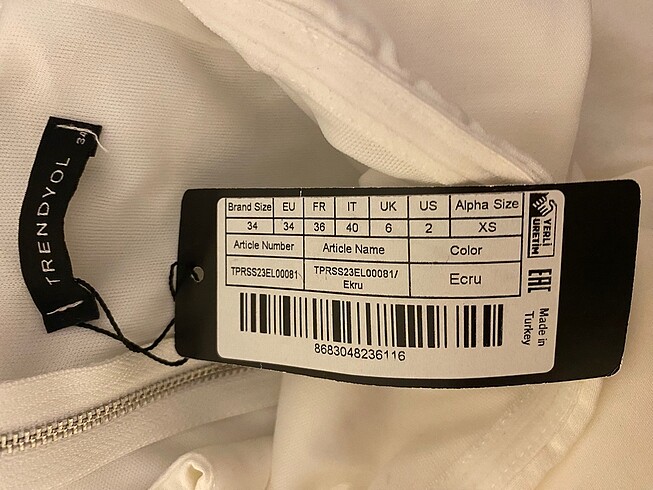 TRENDYOL
34
Brand Size EU FR IT UK US Alpha Size
34 34 36 40 6 2 XS
Article Number Article Name Color
TPRSS23EL00081 TPRSS23EL00081/ Ecru
Ekru
8683048236116
YERLİ
ÜRETİM
EAC
Made in
Turkey